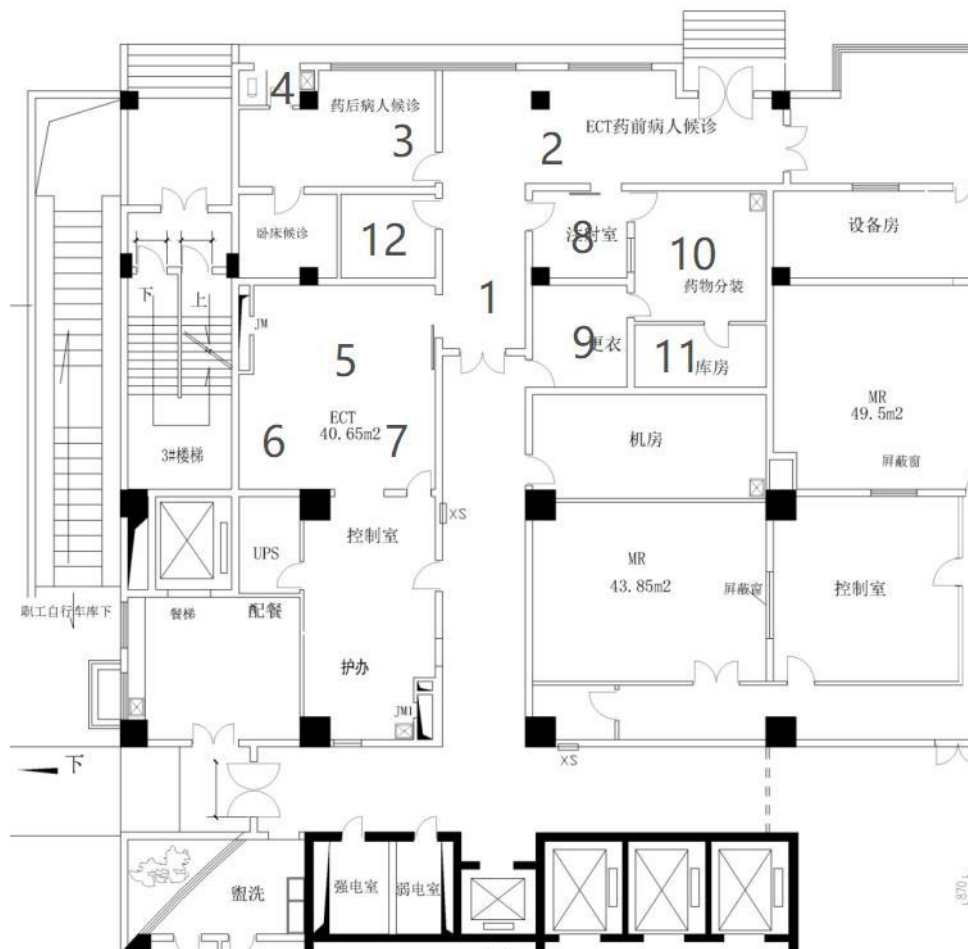 4
药后病人候诊
3
ECT药前病人候诊
2
卧床候诊
12
注射室
8
10
药物分装
设备房
下
上
JM
1
5
更衣
9
11
库房
MR
49.5m2
屏蔽窗
ECT
40.65m2
6
7
机房
3#楼梯
XS
UPS
控制室
MR
43.85m2
屏蔽窗
控制室
职工自行车库下
餐梯
配餐
护办
JM1
XS
下
强电室
弱电室
盥洗
870